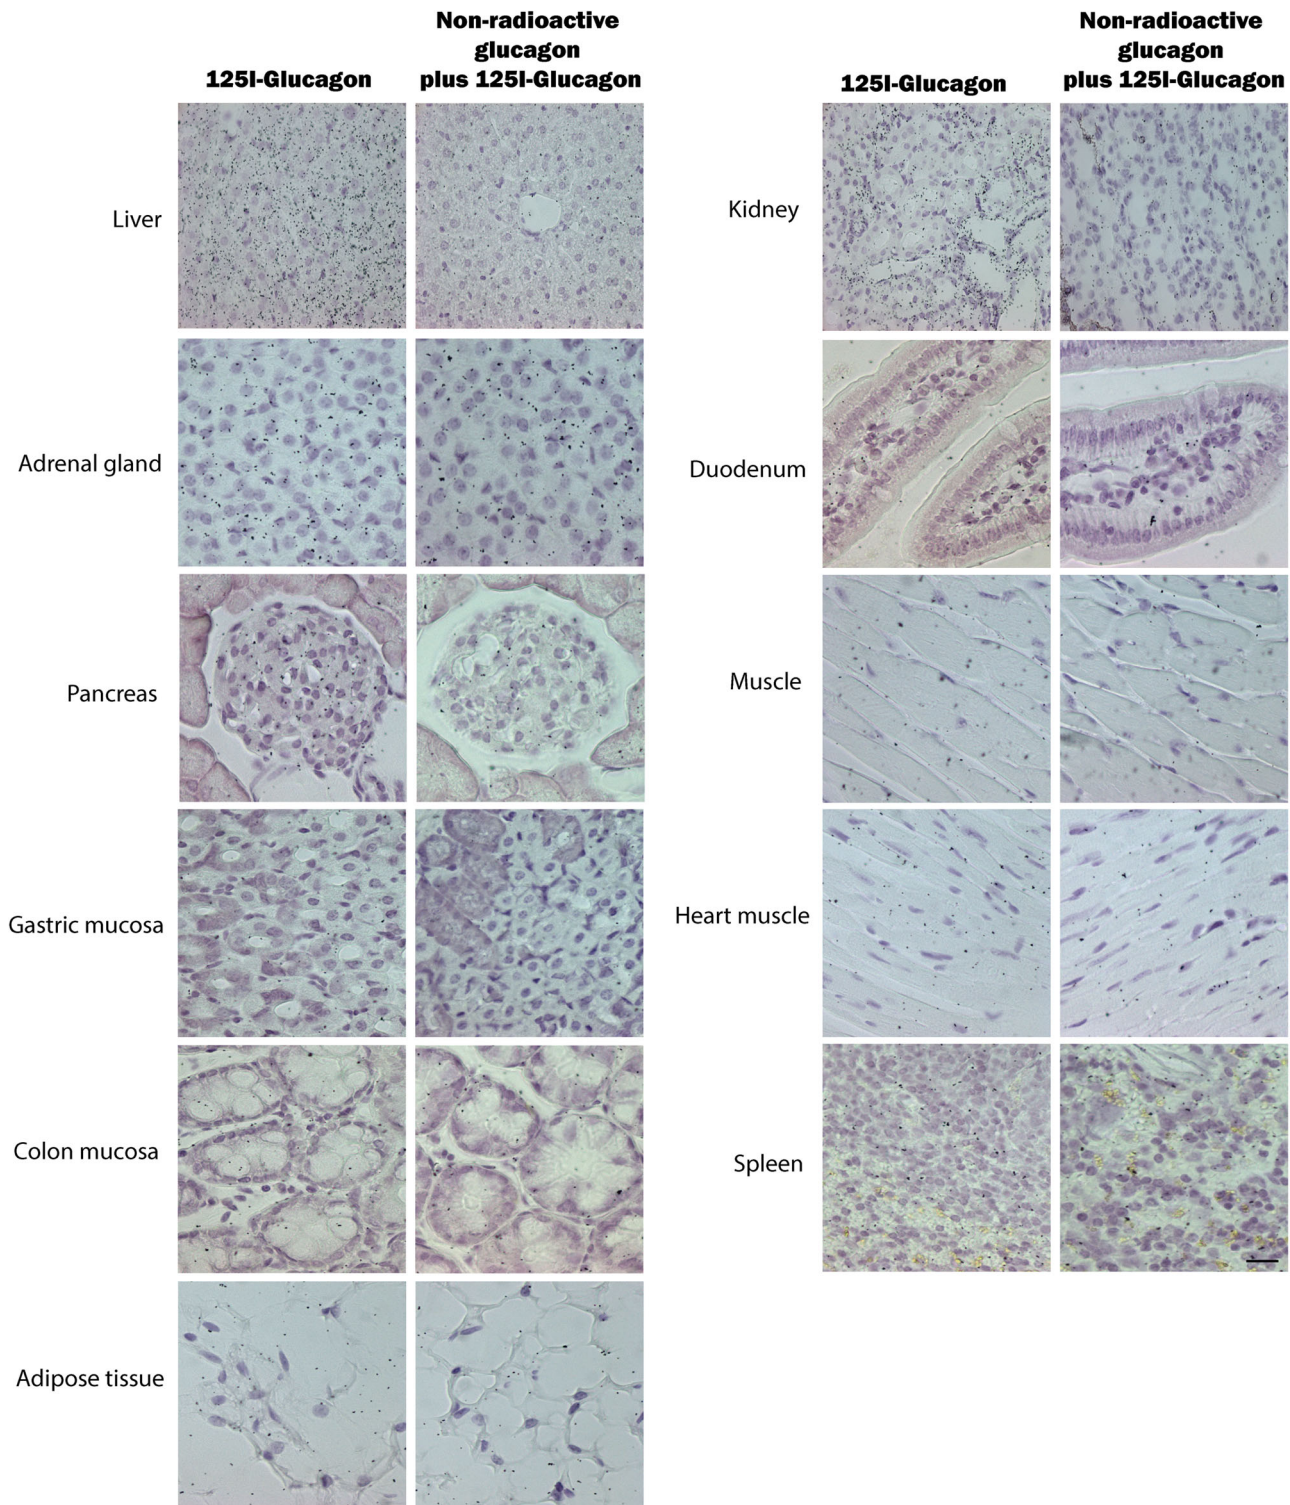 Non-radioactive
glucagon
plus 125I-Glucagon
125I-Glucagon
Non-radioactive
glucagon
plus 125I-Glucagon
125I-Glucagon
Liver
Kidney
Adrenal gland
Duodenum
Pancreas
Muscle
Gastric mucosa
Heart muscle
Colon mucosa
Spleen
Adipose tissue